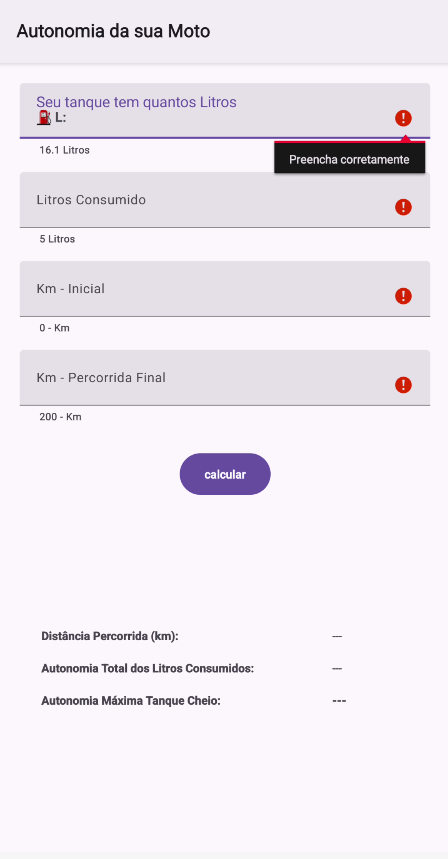 Autonomia da sua Moto
Seu tanque tem quantos Litros
⛽ L:
16.1 Litros
Preencha corretamente
Litros Consumido
5 Litros
Km - Inicial
0 - Km
Km - Percorrida Final
200 - Km
calcular
Distância Percorrida (km): ---
Autonomia Total dos Litros Consumidos: ---
Autonomia Máxima Tanque Cheio: ---